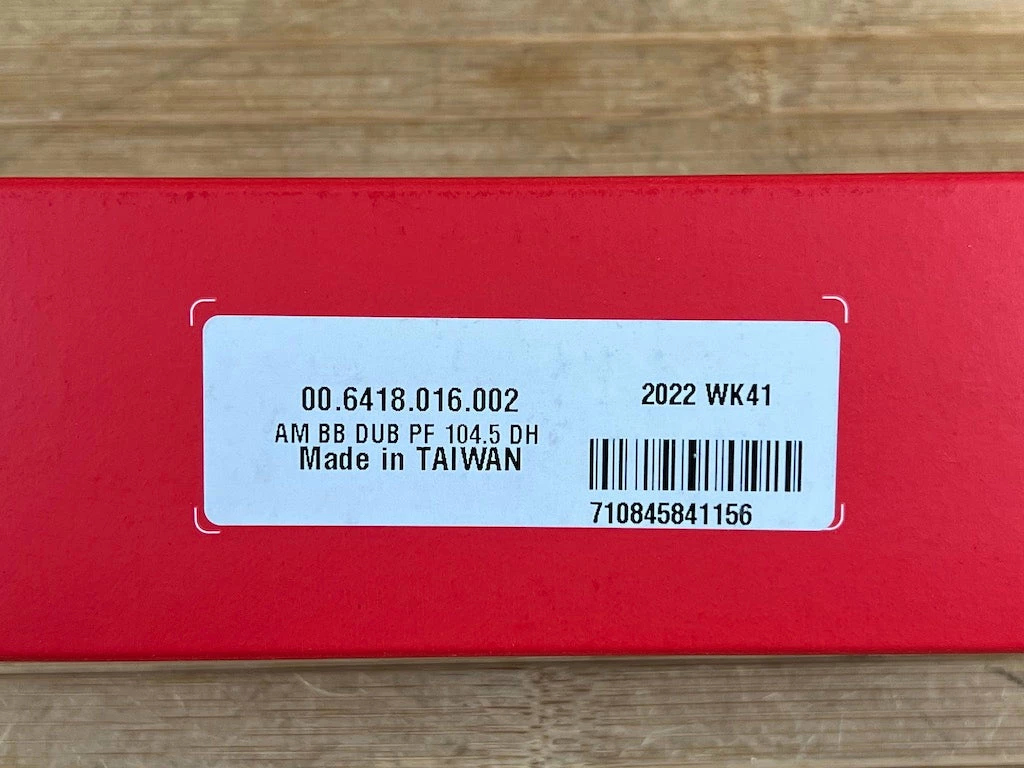 00.6418.016.002
AM BB DUB PF 104.5 DH
Made in TAIWAN
2022 WK41
710845841156